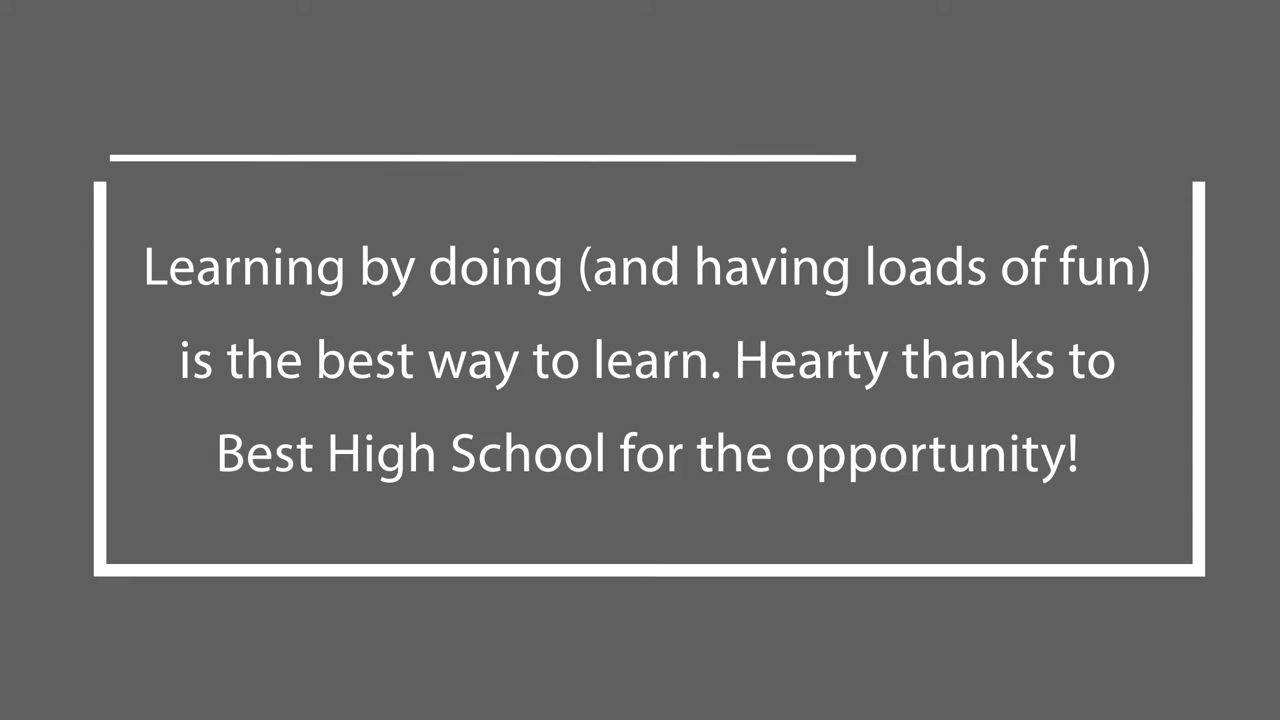 Learning by doing (and having loads of fun)
is the best way to learn. Hearty thanks to
Best High School for the opportunity!